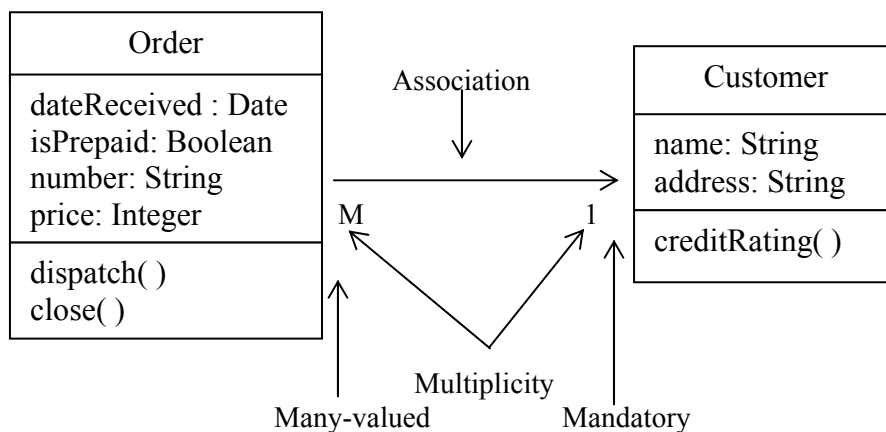 Order
dateReceived : Date
isPrepaid: Boolean
number: String
price: Integer
dispatch( )
close( )
Association
M
1
Multiplicity
Many-valued
Mandatory
Customer
name: String
address: String
creditRating( )